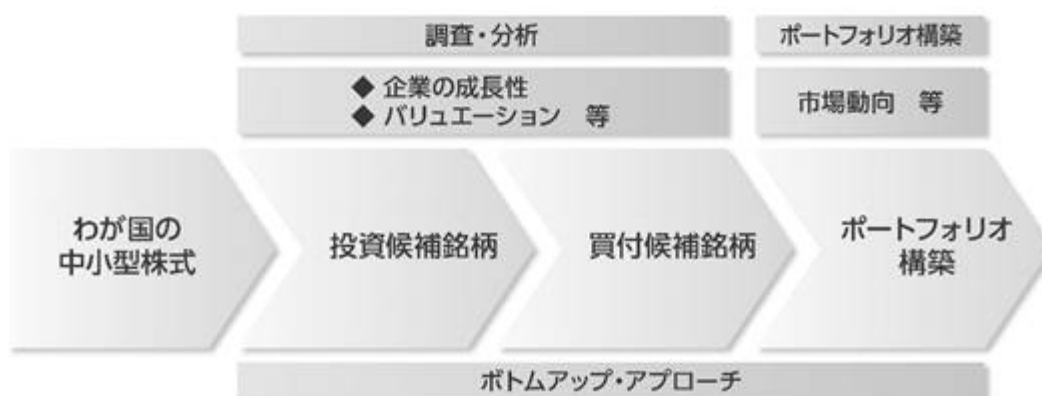 調査・分析
ポートフォリオ構築
◆ 企業の成長性
◆ バリュエーション 等
市場動向 等
わが国の
中小型株式
投資候補銘柄
買付候補銘柄
ポートフォリオ
構築
ボトムアップ・アプローチ